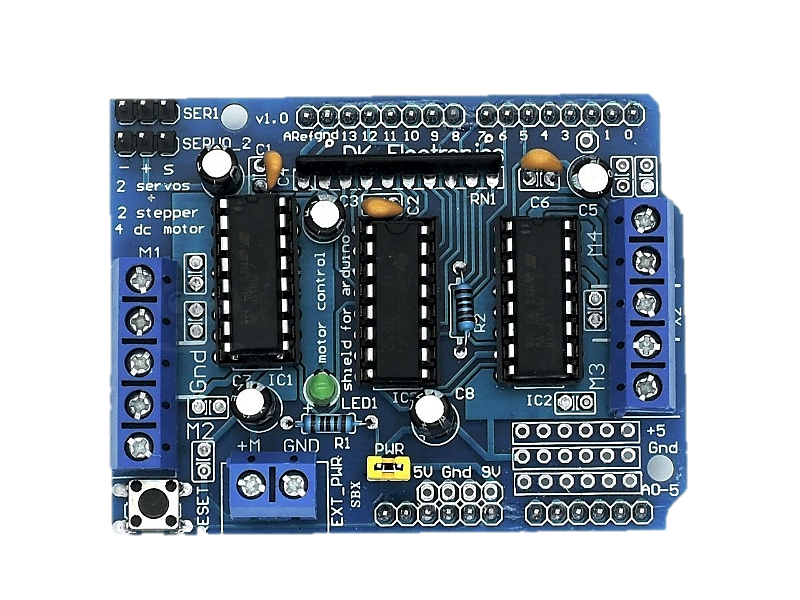 SER1
v1.0
ARef gnd 13 12 11 10 9 8 7 6 5 4 3 1 0
SERVO_2
DK Electronics
- + S
2 servos
+
2 stepper
4 dc motor
C1
C4
C3
C2
RN1
C6
C5
M1
M4
X2
M3
Gnd
motor control
shield for arduino
R2
C7
IC1
LED1
+
C8
IC2
M2
R1
+M
GND
PWR
+5
Gnd
A0-5
5V Gnd 9V
EXT_PWR
SBX
RESET